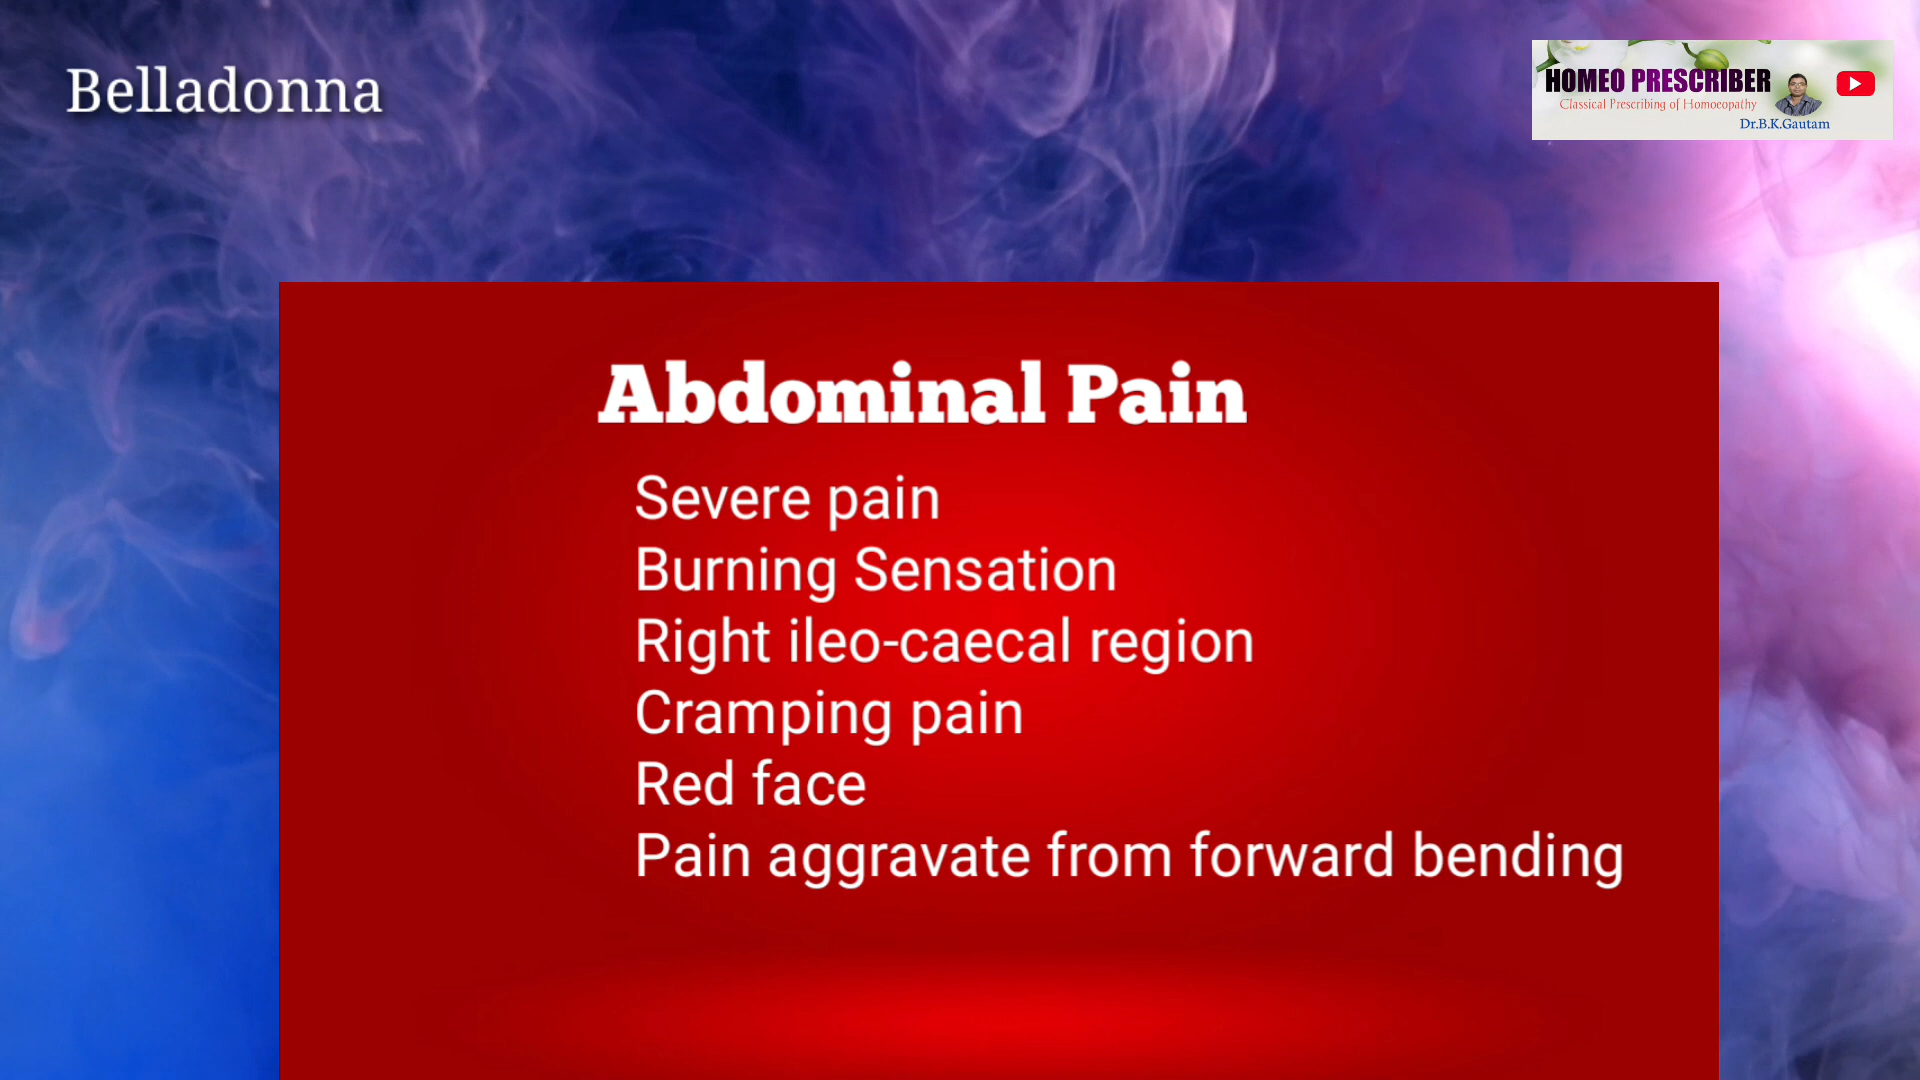 Belladonna
HOMEO PRESCRIBER
Classical Prescribing of Homoeopathy
Dr.B.K.Gautam
Abdominal Pain
Severe pain
Burning Sensation
Right ileo-caecal region
Cramping pain
Red face
Pain aggravate from forward bending